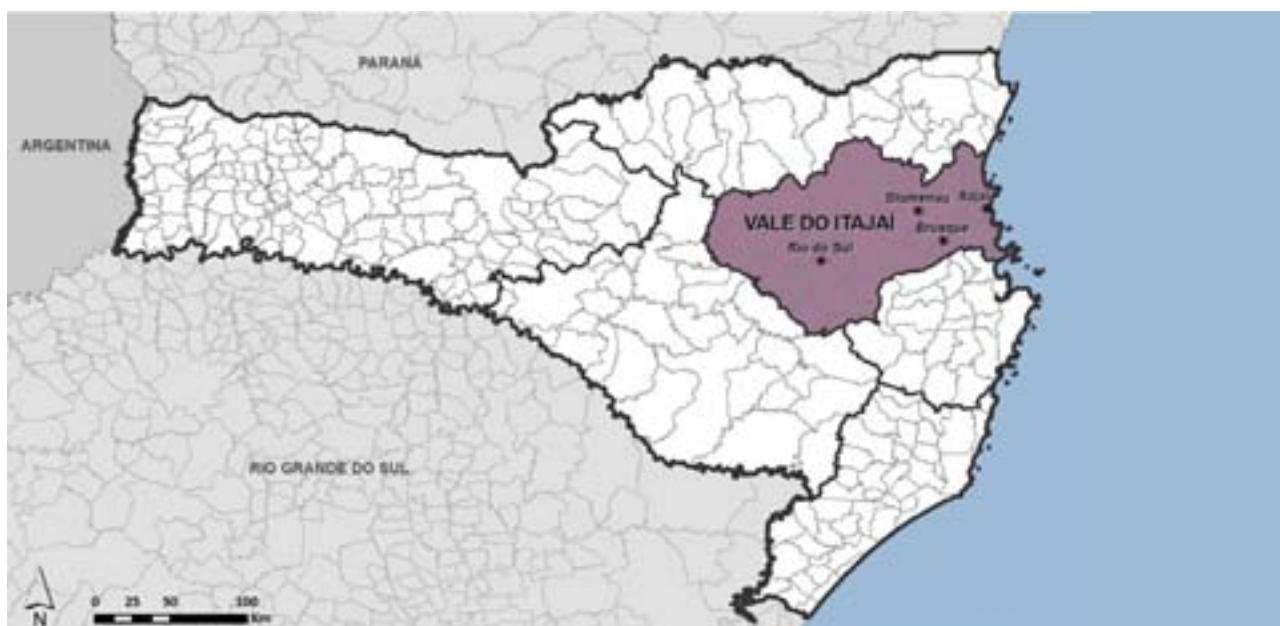 PARANÁ
ARGENTINA
Blumenau
Itajaí
VALE DO ITAJAÍ
Brusque
Rio do Sul
RIO GRANDE DO SUL
N
0 25 50 100
Km